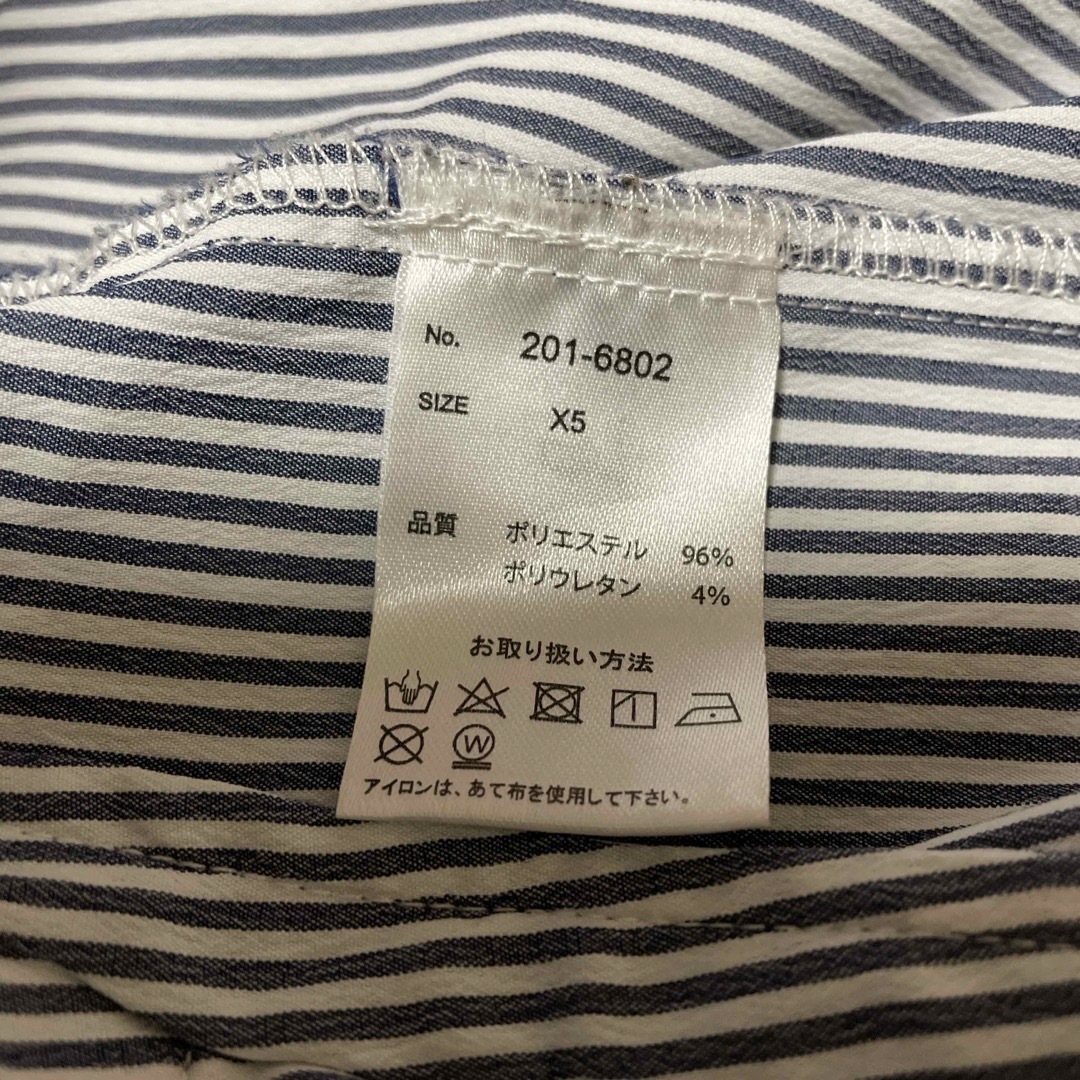 No. 201-6802
SIZE X5
品質 ポリエステル 96%
ポリウレタン 4%
お取り扱い方法
W
アイロンは、あて布を使用して下さい。